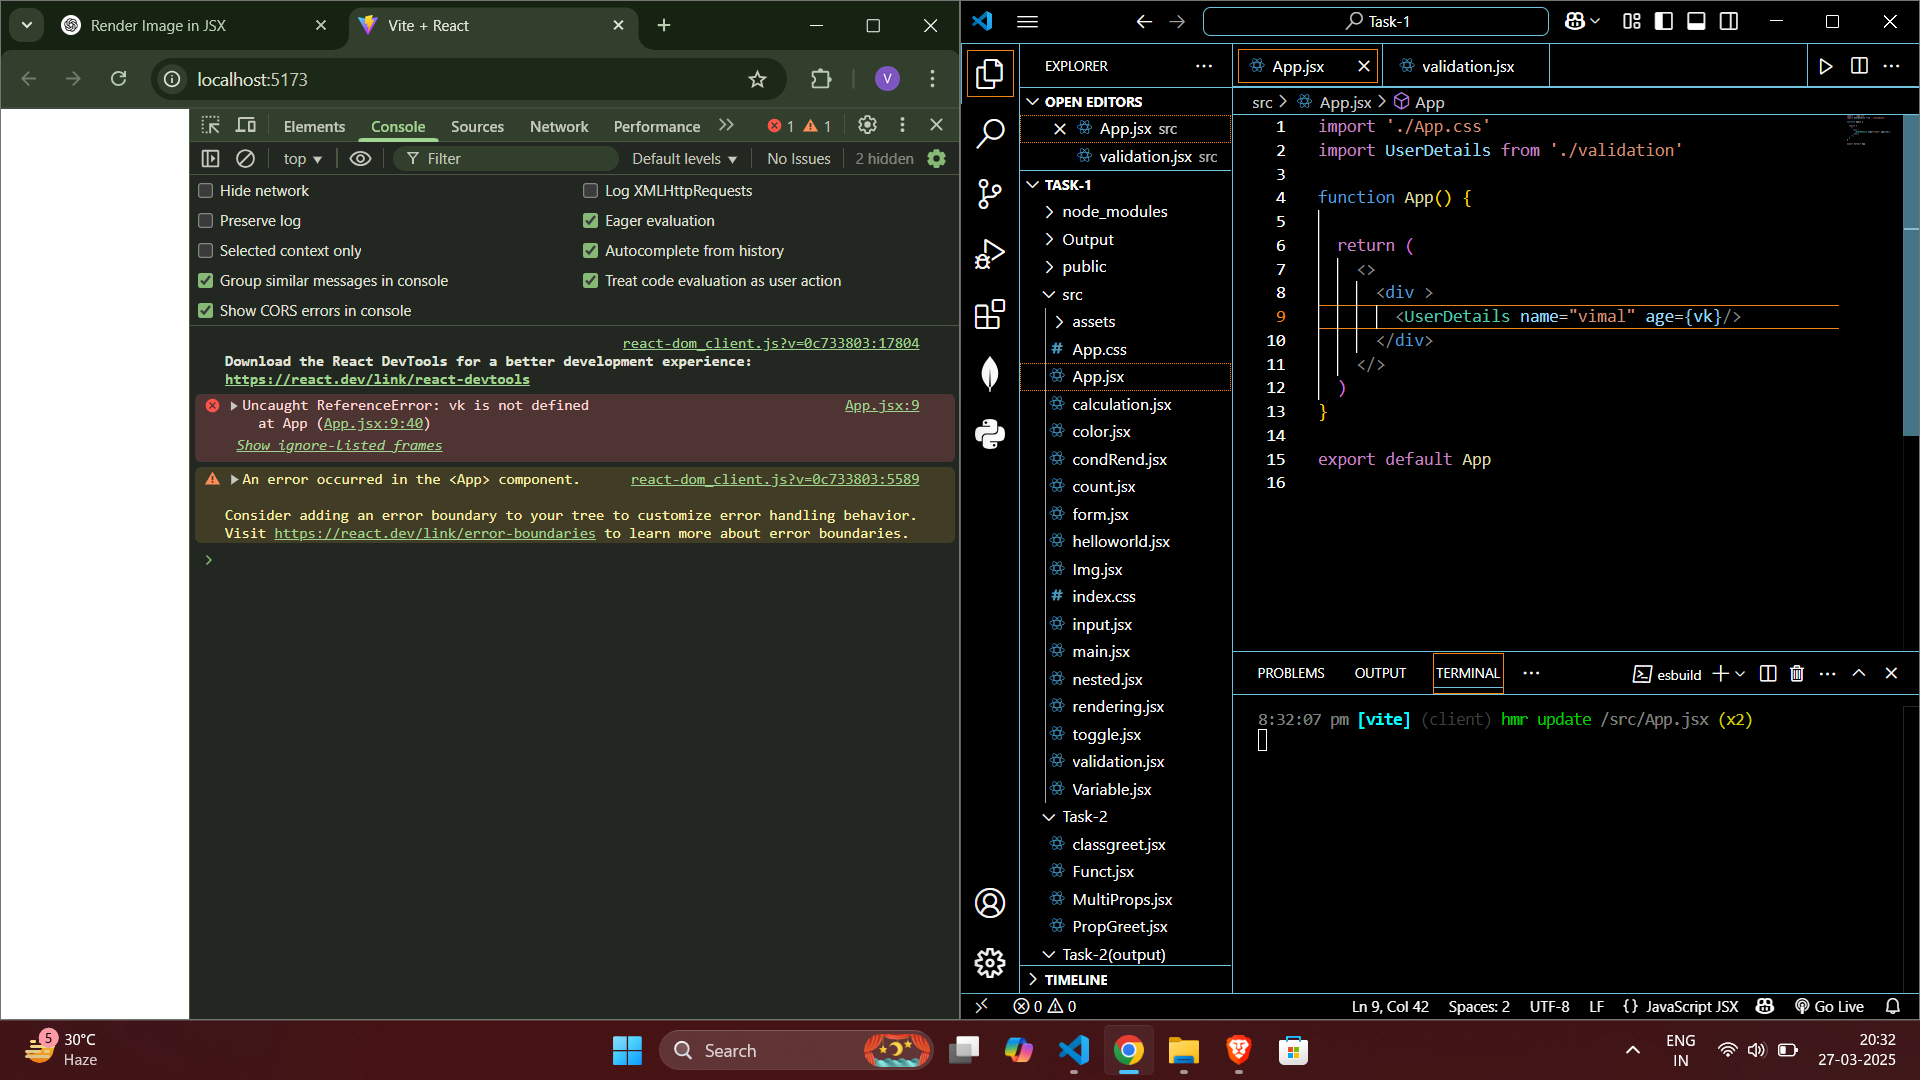 Render Image in JSX
Vite + React
localhost:5173
V
Elements
Console
Sources
Network
Performance
1
1
top
Filter
Default levels
No Issues
2 hidden
Hide network
Log XMLHttpRequests
Preserve log
Eager evaluation
Selected context only
Autocomplete from history
Group similar messages in console
Treat code evaluation as user action
Show CORS errors in console
react-dom_client.js?v=0c733803:17804
Download the React DevTools for a better development experience:
https://react.dev/link/react-devtools
Uncaught ReferenceError: vk is not defined
App.jsx:9
at App (App.jsx:9:40)
Show ignore-listed frames
An error occurred in the <App> component.
react-dom_client.js?v=0c733803:5589
Consider adding an error boundary to your tree to customize error handling behavior.
Visit https://react.dev/link/error-boundaries to learn more about error boundaries.
Task-1
EXPLORER
OPEN EDITORS
App.jsx src
validation.jsx src
TASK-1
node_modules
Output
public
src
assets
# App.css
App.jsx
calculation.jsx
color.jsx
condRend.jsx
count.jsx
form.jsx
helloworld.jsx
Img.jsx
# index.css
input.jsx
main.jsx
nested.jsx
rendering.jsx
toggle.jsx
validation.jsx
Variable.jsx
Task-2
classgreet.jsx
Funct.jsx
MultiProps.jsx
PropGreet.jsx
Task-2(output)
TIMELINE
App.jsx
validation.jsx
src > App.jsx > App
1 import './App.css'
2 import UserDetails from './validation'
3
4 function App() {
5
6 return (
7 <>
8 <div >
9 <UserDetails name="vimal" age={vk}/>
10 </div>
11 </>
12 )
13 }
14
15 export default App
16
PROBLEMS
OUTPUT
TERMINAL
esbuild
8:32:07 pm [vite] (client) hmr update /src/App.jsx (x2)
0 0
Ln 9, Col 42
Spaces: 2
UTF-8
LF
{ } JavaScript JSX
Go Live
5
30°C
Haze
Search
ENG
IN
20:32
27-03-2025